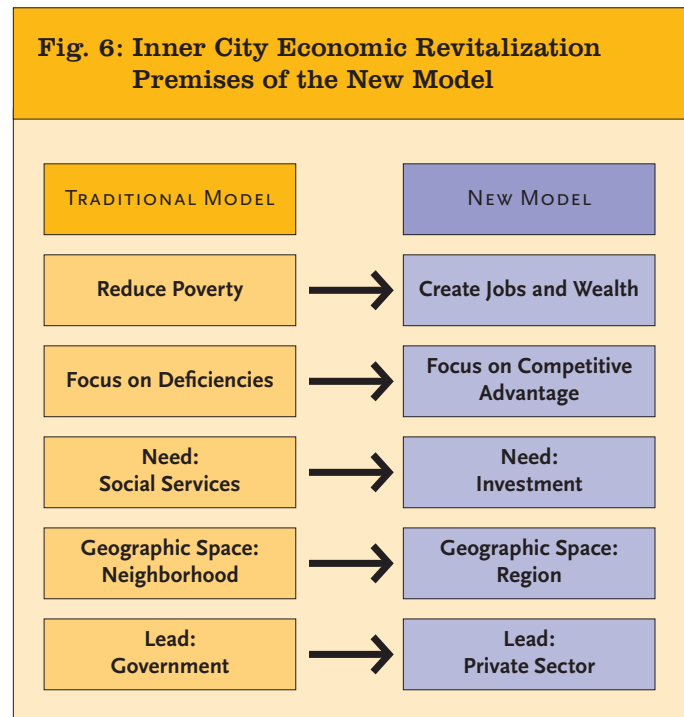 Fig. 6: Inner City Economic Revitalization
Premises of the New Model
TRADITIONAL MODEL
NEW MODEL
Reduce Poverty
Create Jobs and Wealth
Focus on Deficiencies
Focus on Competitive
Advantage
Need:
Social Services
Need:
Investment
Geographic Space:
Neighborhood
Geographic Space:
Region
Lead:
Government
Lead:
Private Sector